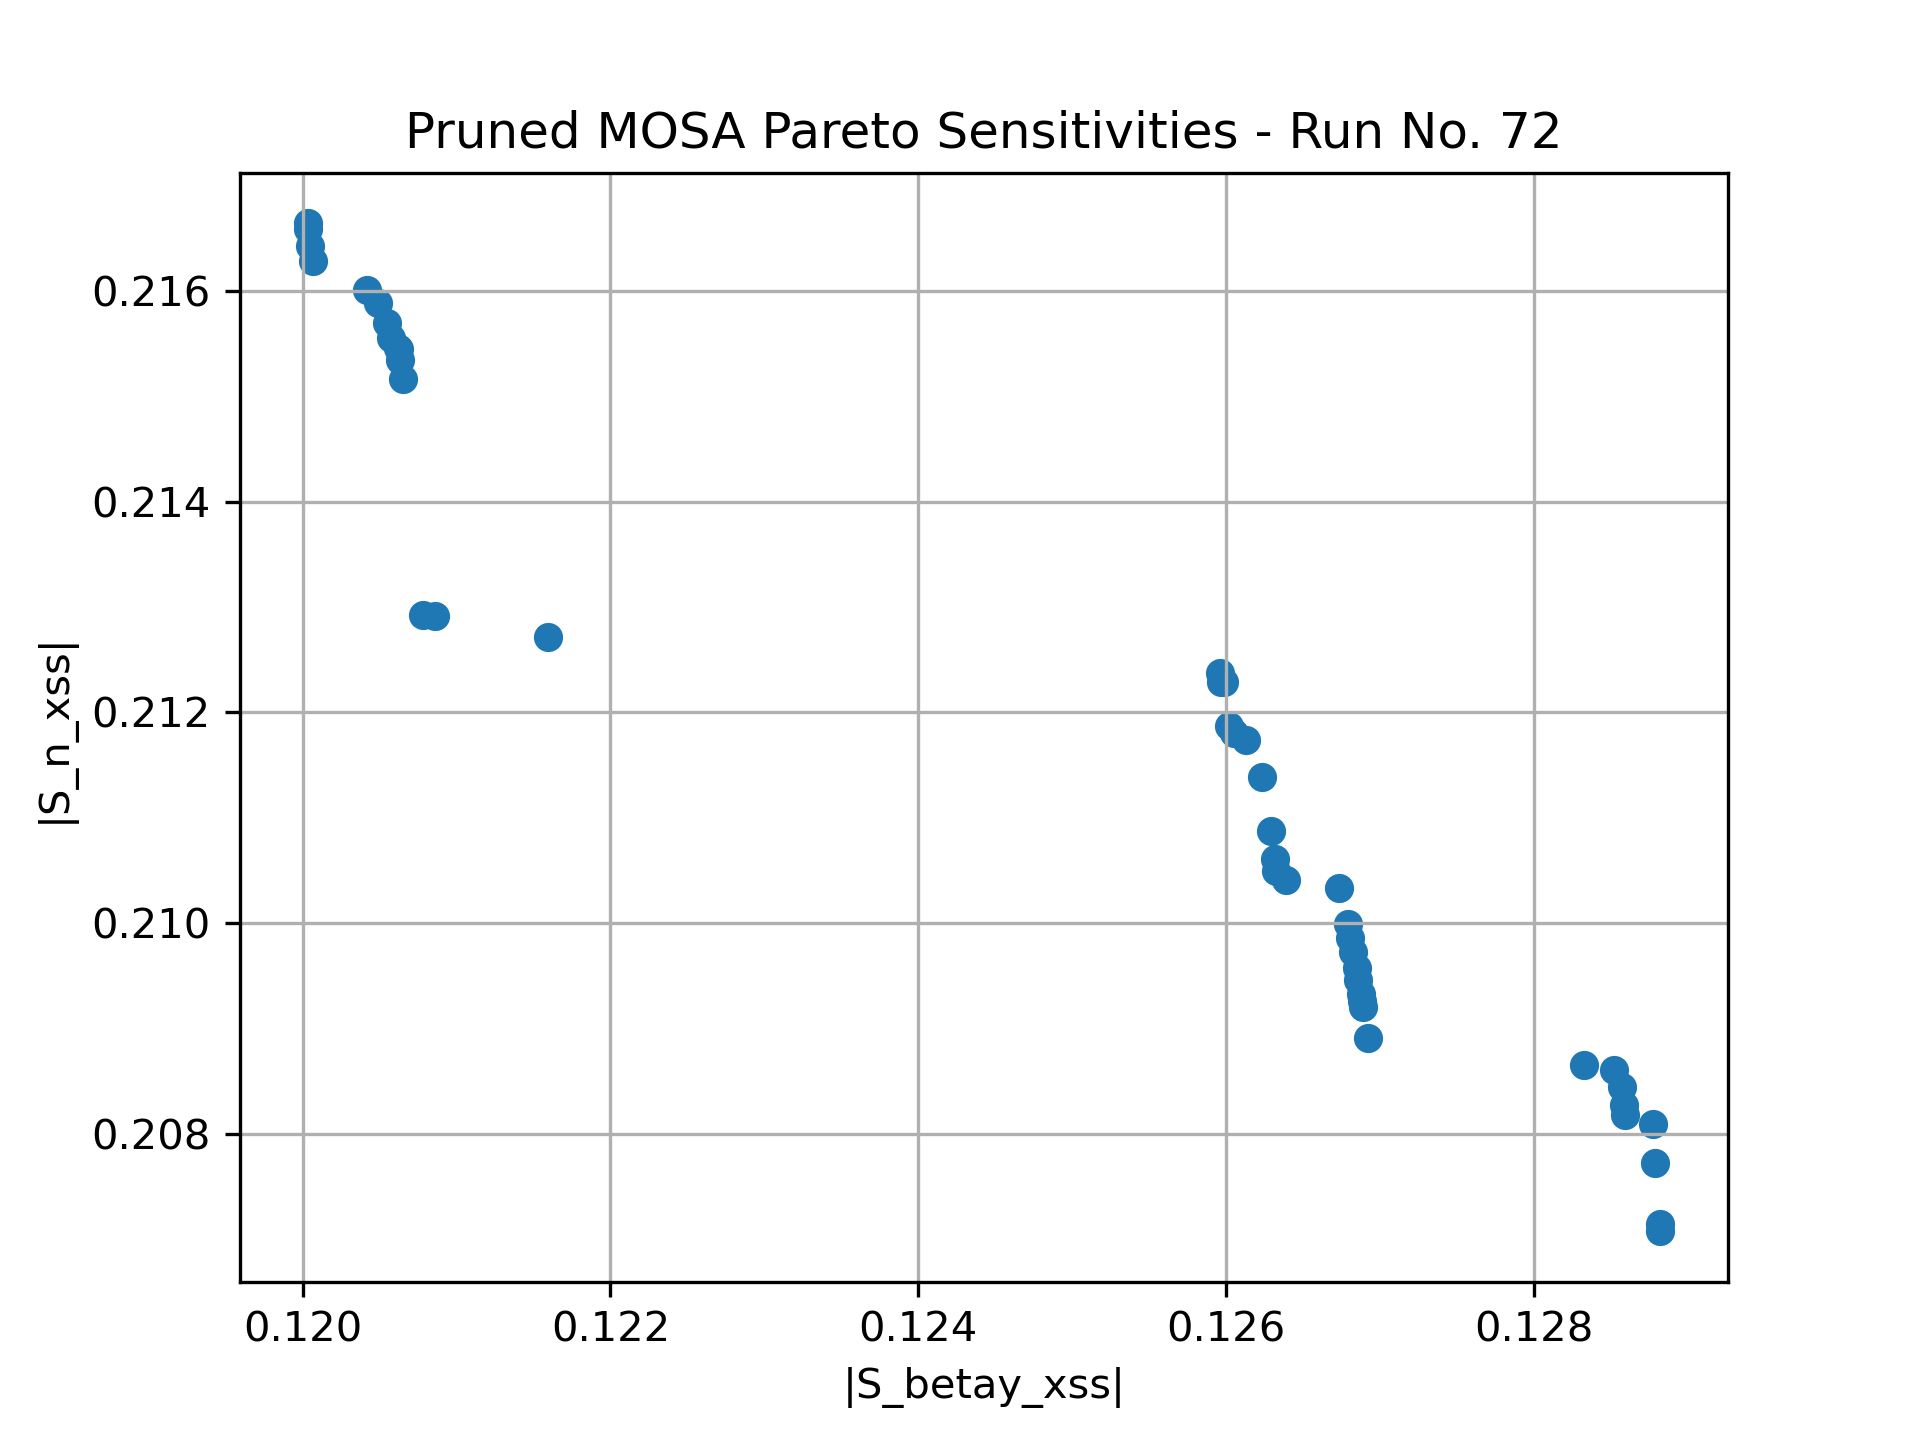 Pruned MOSA Pareto Sensitivities - Run No. 72
0.216
0.214
0.212
0.210
0.208
|S_n_xss|
0.120 0.122 0.124 0.126 0.128
|S_betay_xss|